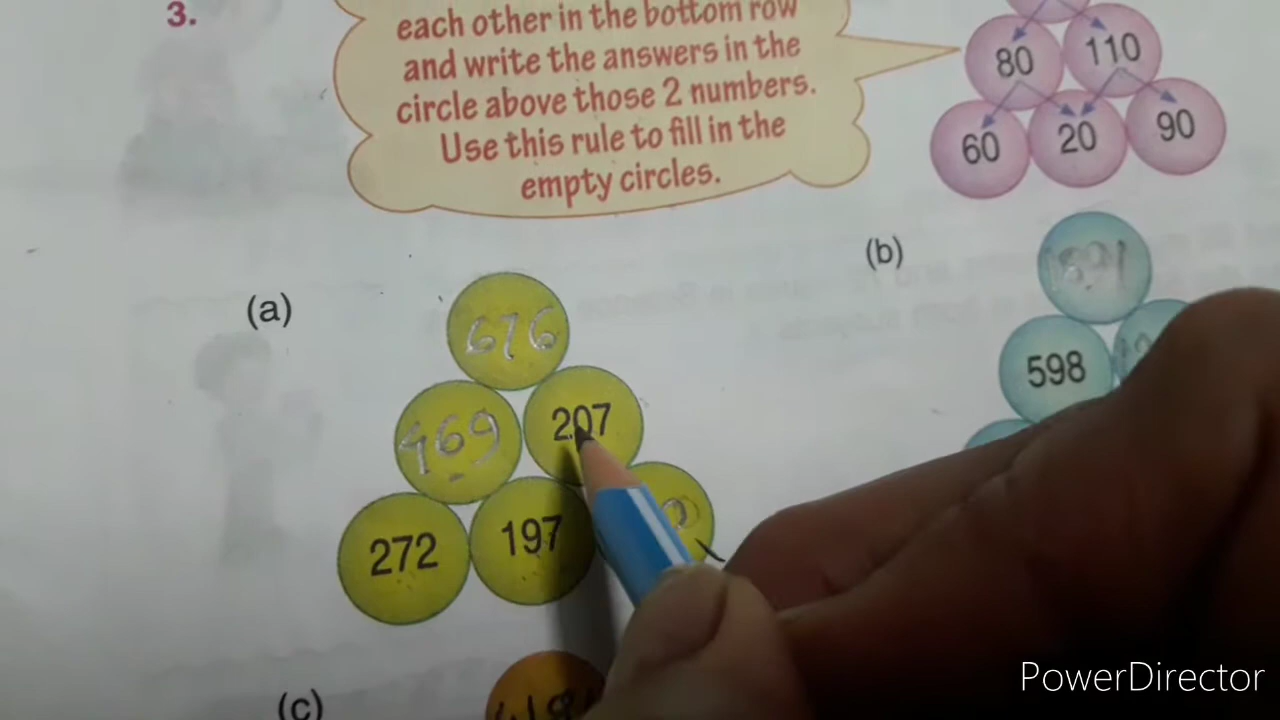 3.
each other in the bottom row
and write the answers in the
circle above those 2 numbers.
Use this rule to fill in the
empty circles.
80 110
60 20 90
(a)
676
469 207
272 197
(b)
598
(c)
PowerDirector